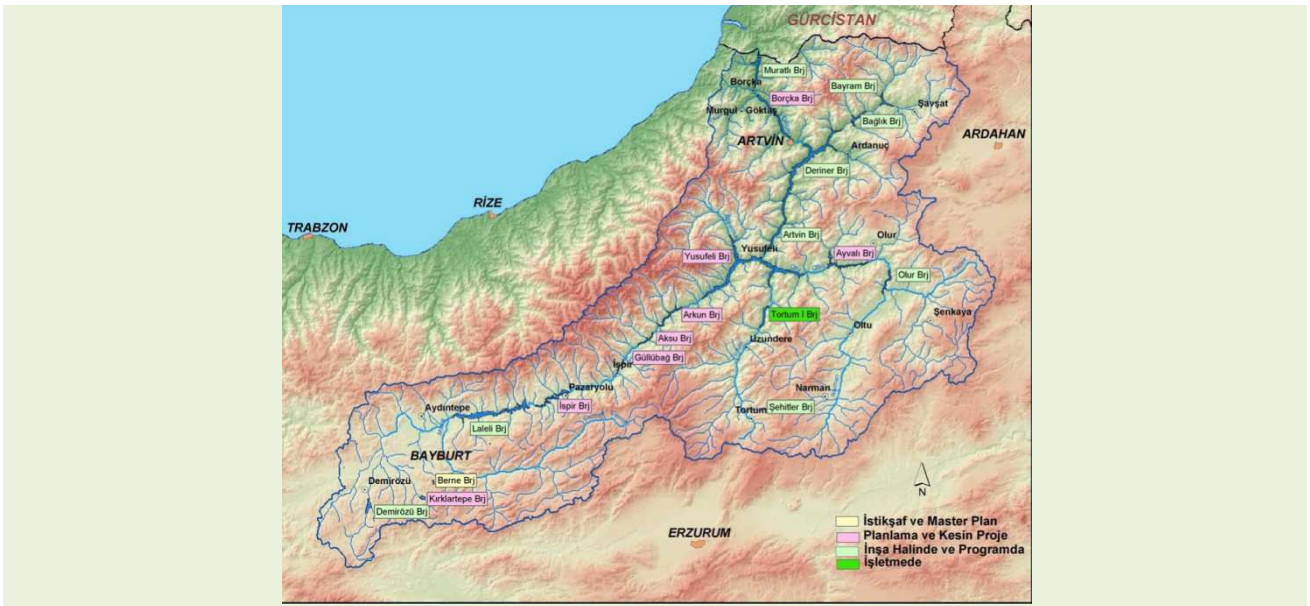 GÜRCİSTAN
Muratlı Brj
Borçka
Bayram Brj
Borçka Brj
Şavşat
Murgul - Göktaş
Bağlık Brj
ARDAHAN
ARTVİN
Ardanuç
Deriner Brj
RİZE
TRABZON
Artvin Brj
Olur
Yusufeli
Yusufeli Brj
Ayvalı Brj
Olur Brj
Arkun Brj
Tortum I Brj
Şenkaya
Oltu
Aksu Brj
Uzundere
Güllübağ Brj
İspir
Pazaryolu
Narman
İspir Brj
Aydıntepe
Tortum
Şehitler Brj
Laleli Brj
BAYBURT
Demirözü
Berne Brj
Kırklartepe Brj
Demirözü Brj
N
ERZURUM
İstikşaf ve Master Plan
Planlama ve Kesin Proje
İnşa Halinde ve Programda
İşletmede